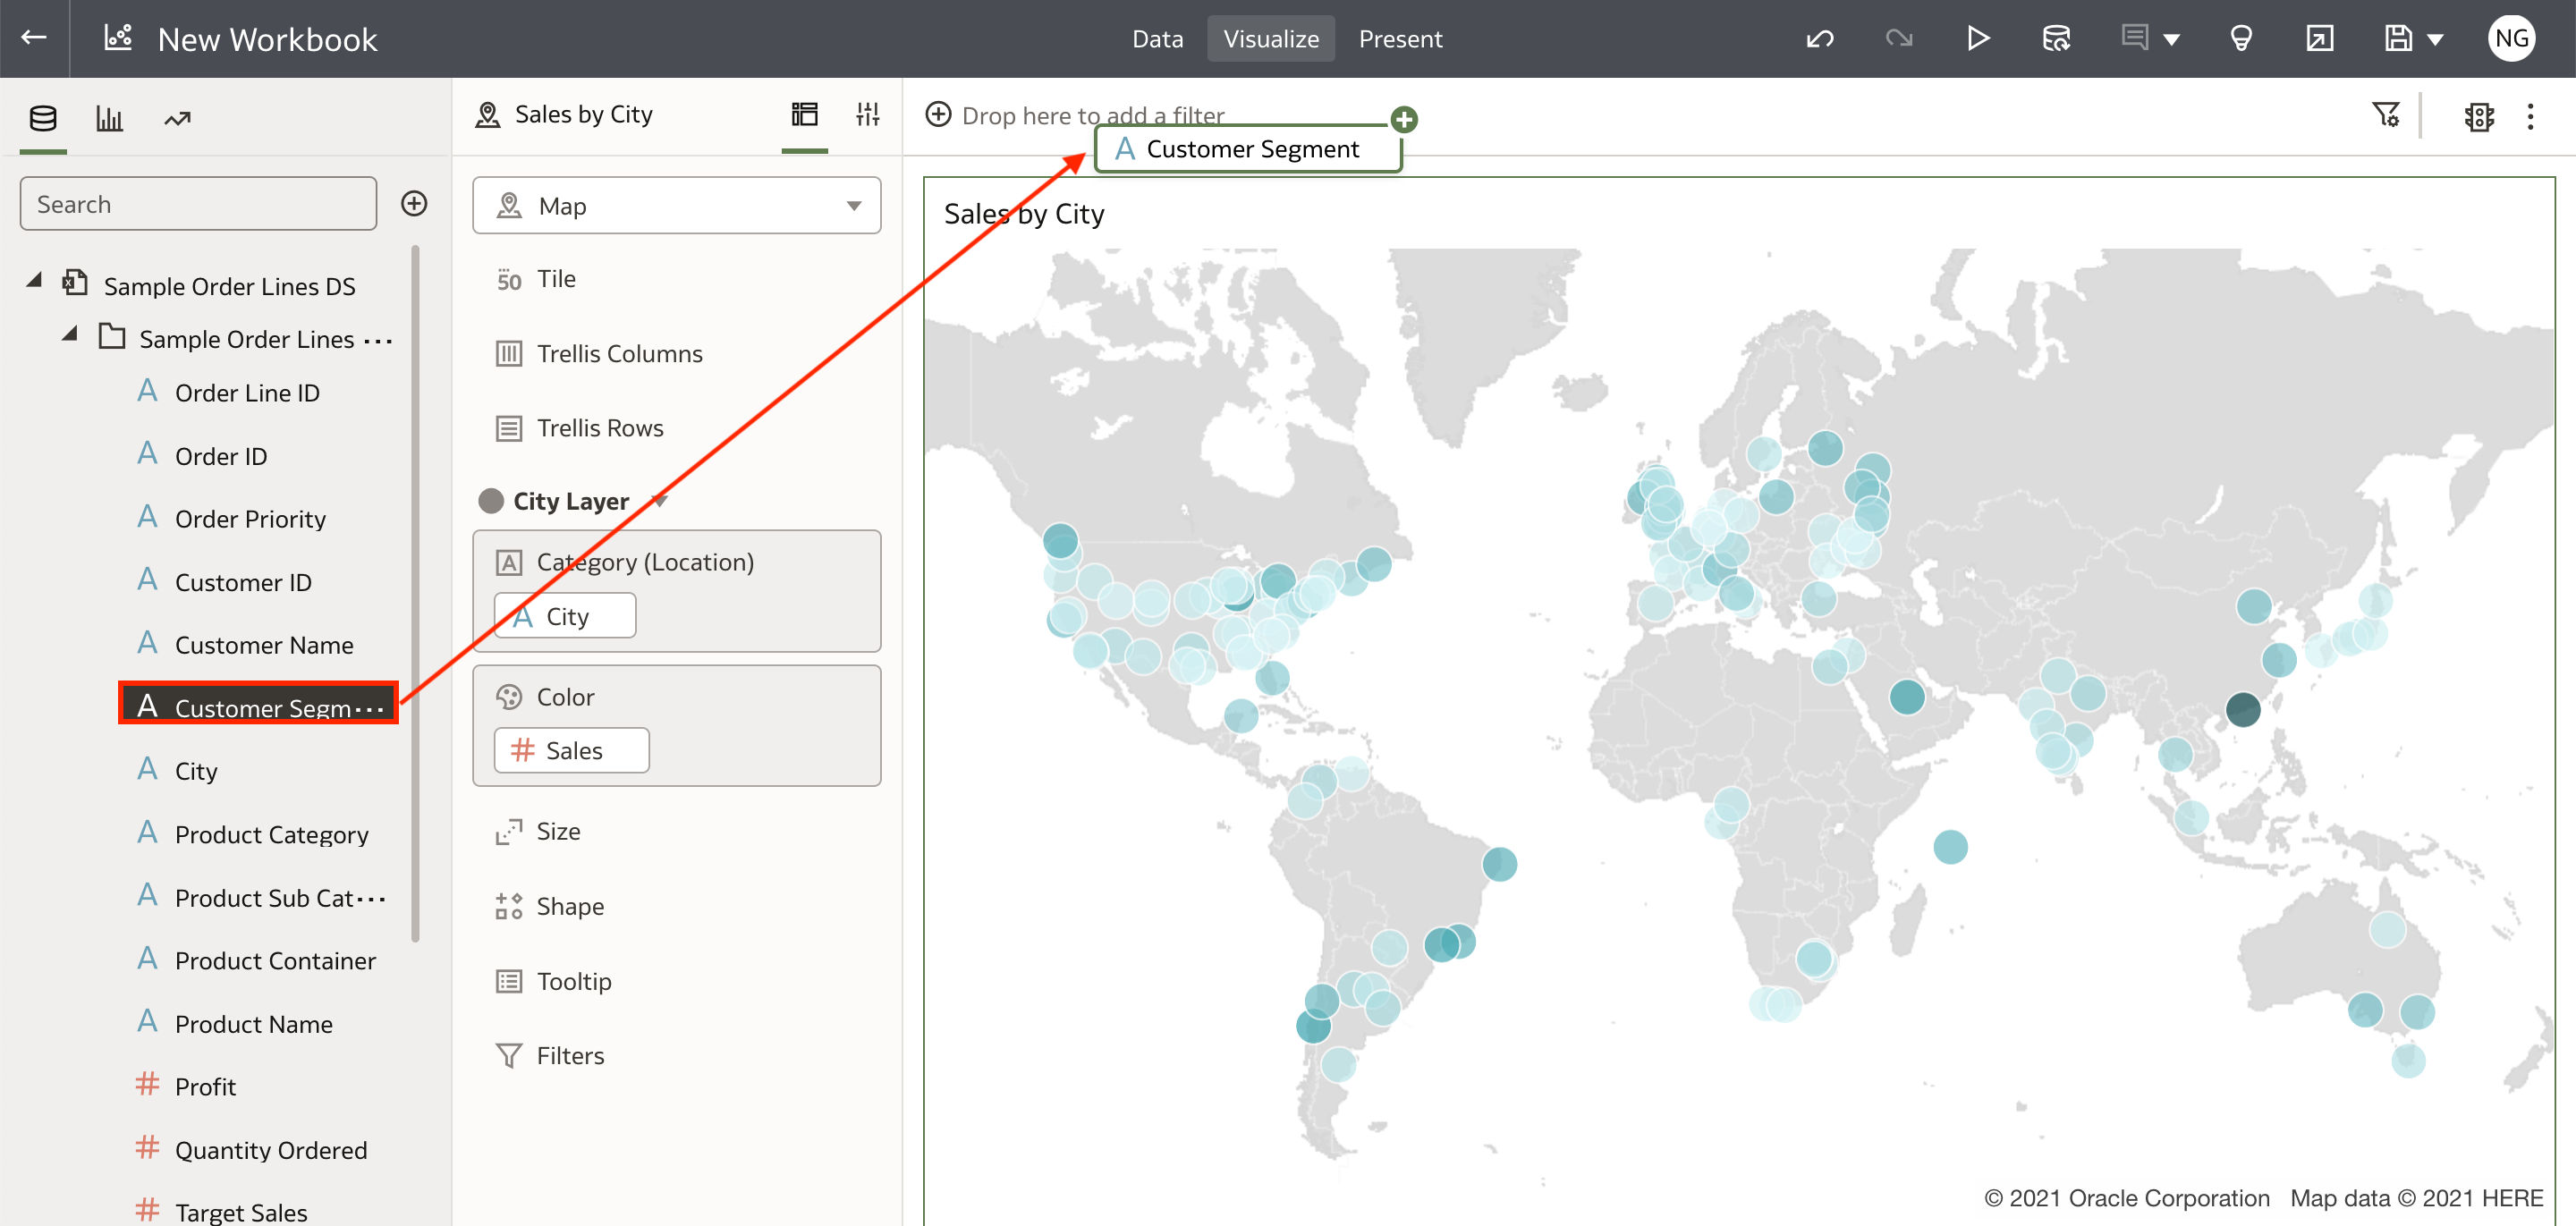 New Workbook
Data
Visualize
Present
NG
Sales by City
Drop here to add a filter
A Customer Segment
Search
Map
Sales by City
Sample Order Lines DS
Sample Order Lines ...
A Order Line ID
A Order ID
A Order Priority
A Customer ID
A Customer Name
A Customer Segm...
A City
A Product Category
A Product Sub Cat...
A Product Container
A Product Name
# Profit
# Quantity Ordered
# Target Sales
50 Tile
Trellis Columns
Trellis Rows
City Layer
A Category (Location)
A City
Color
# Sales
Size
Shape
Tooltip
Filters
© 2021 Oracle Corporation Map data © 2021 HERE